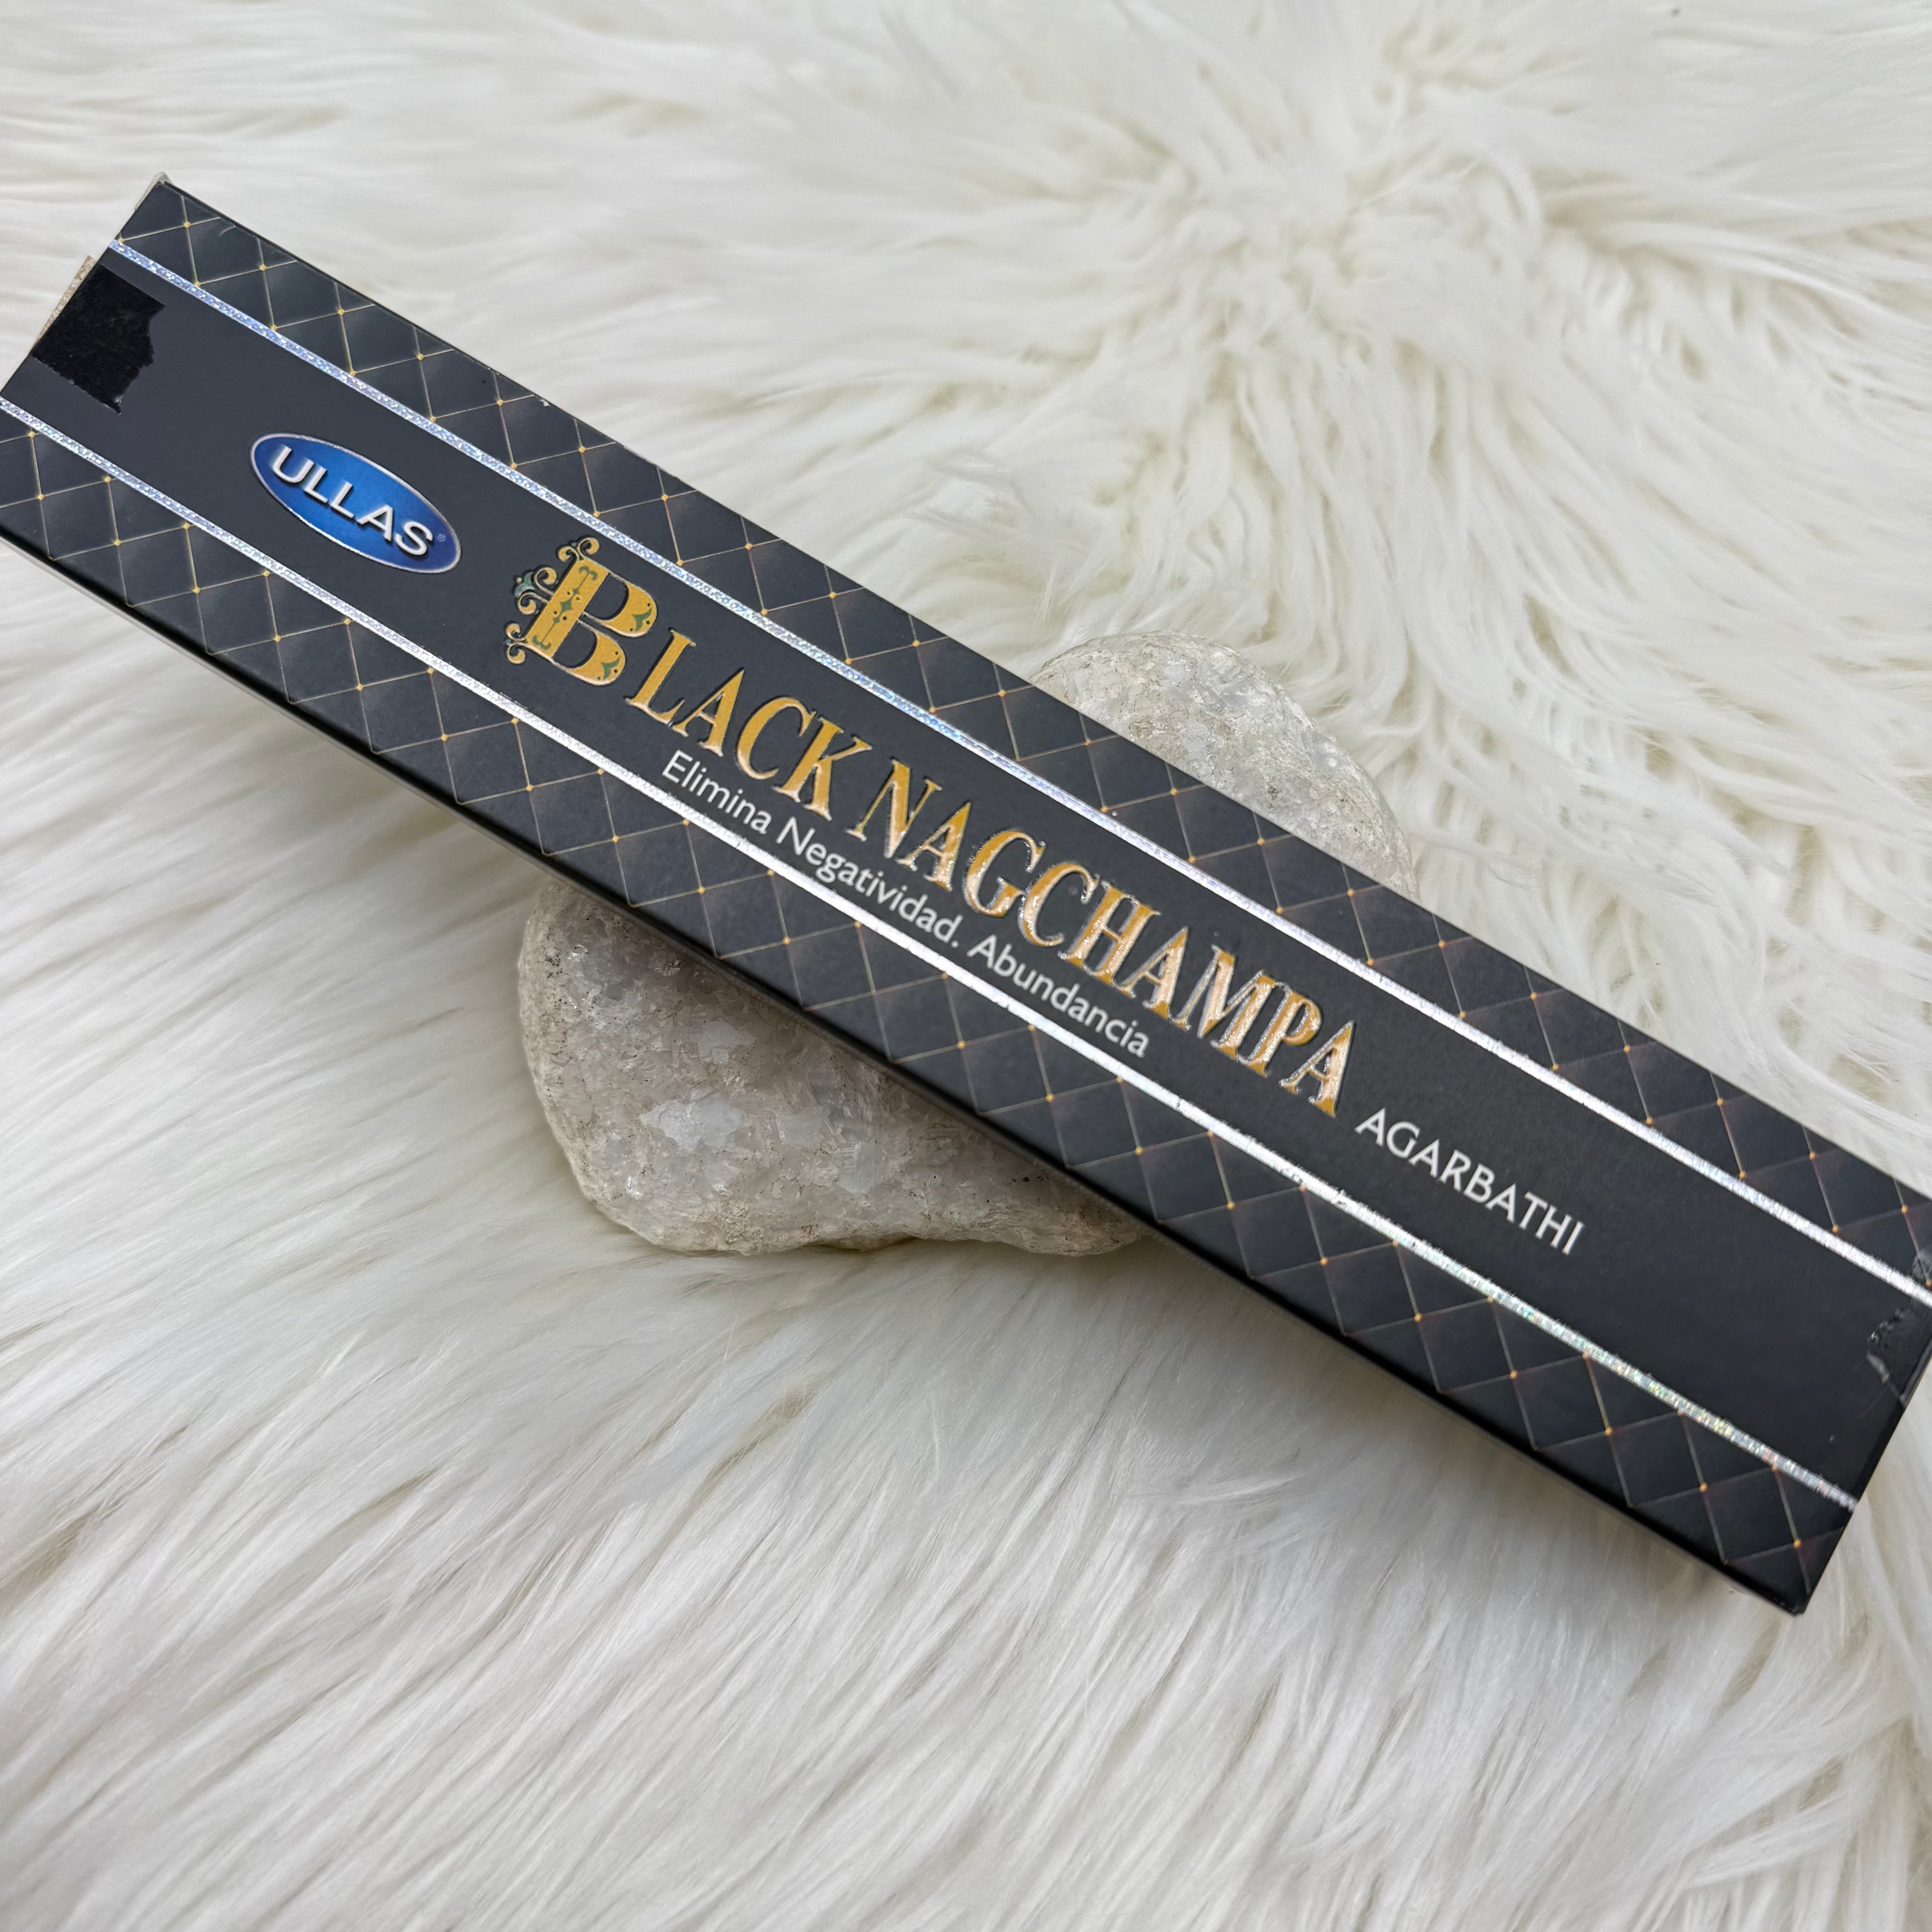 ULLAS
BLACK NAGCHAMPA AGARBATHI
Elimina Negatividad. Abundancia